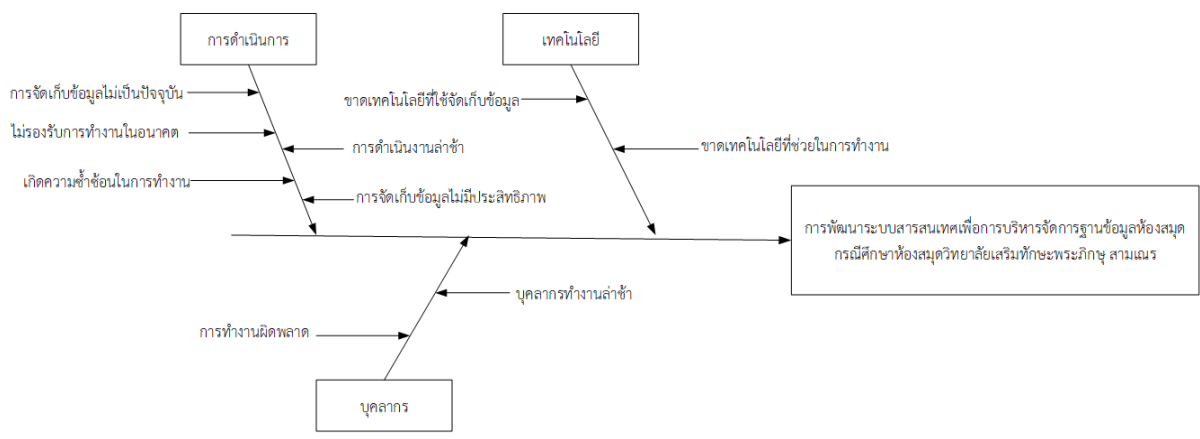 การดำเนินการ
เทคโนโลยี
การจัดเก็บข้อมูลไม่เป็นปัจจุบัน
ขาดเทคโนโลยีที่ใช้จัดเก็บข้อมูล
ไม่รองรับการทำงานในอนาคต
การดำเนินงานล่าช้า
ขาดเทคโนโลยีที่ช่วยในการทำงาน
เกิดความซ้ำซ้อนในการทำงาน
การจัดเก็บข้อมูลไม่มีประสิทธิภาพ
การพัฒนาระบบสารสนเทศเพื่อการบริหารจัดการฐานข้อมูลห้องสมุด
กรณีศึกษาห้องสมุดวิทยาลัยเสริมทักษะพระภิกษุ สามเณร
บุคลากรทำงานล่าช้า
การทำงานผิดพลาด
บุคลากร